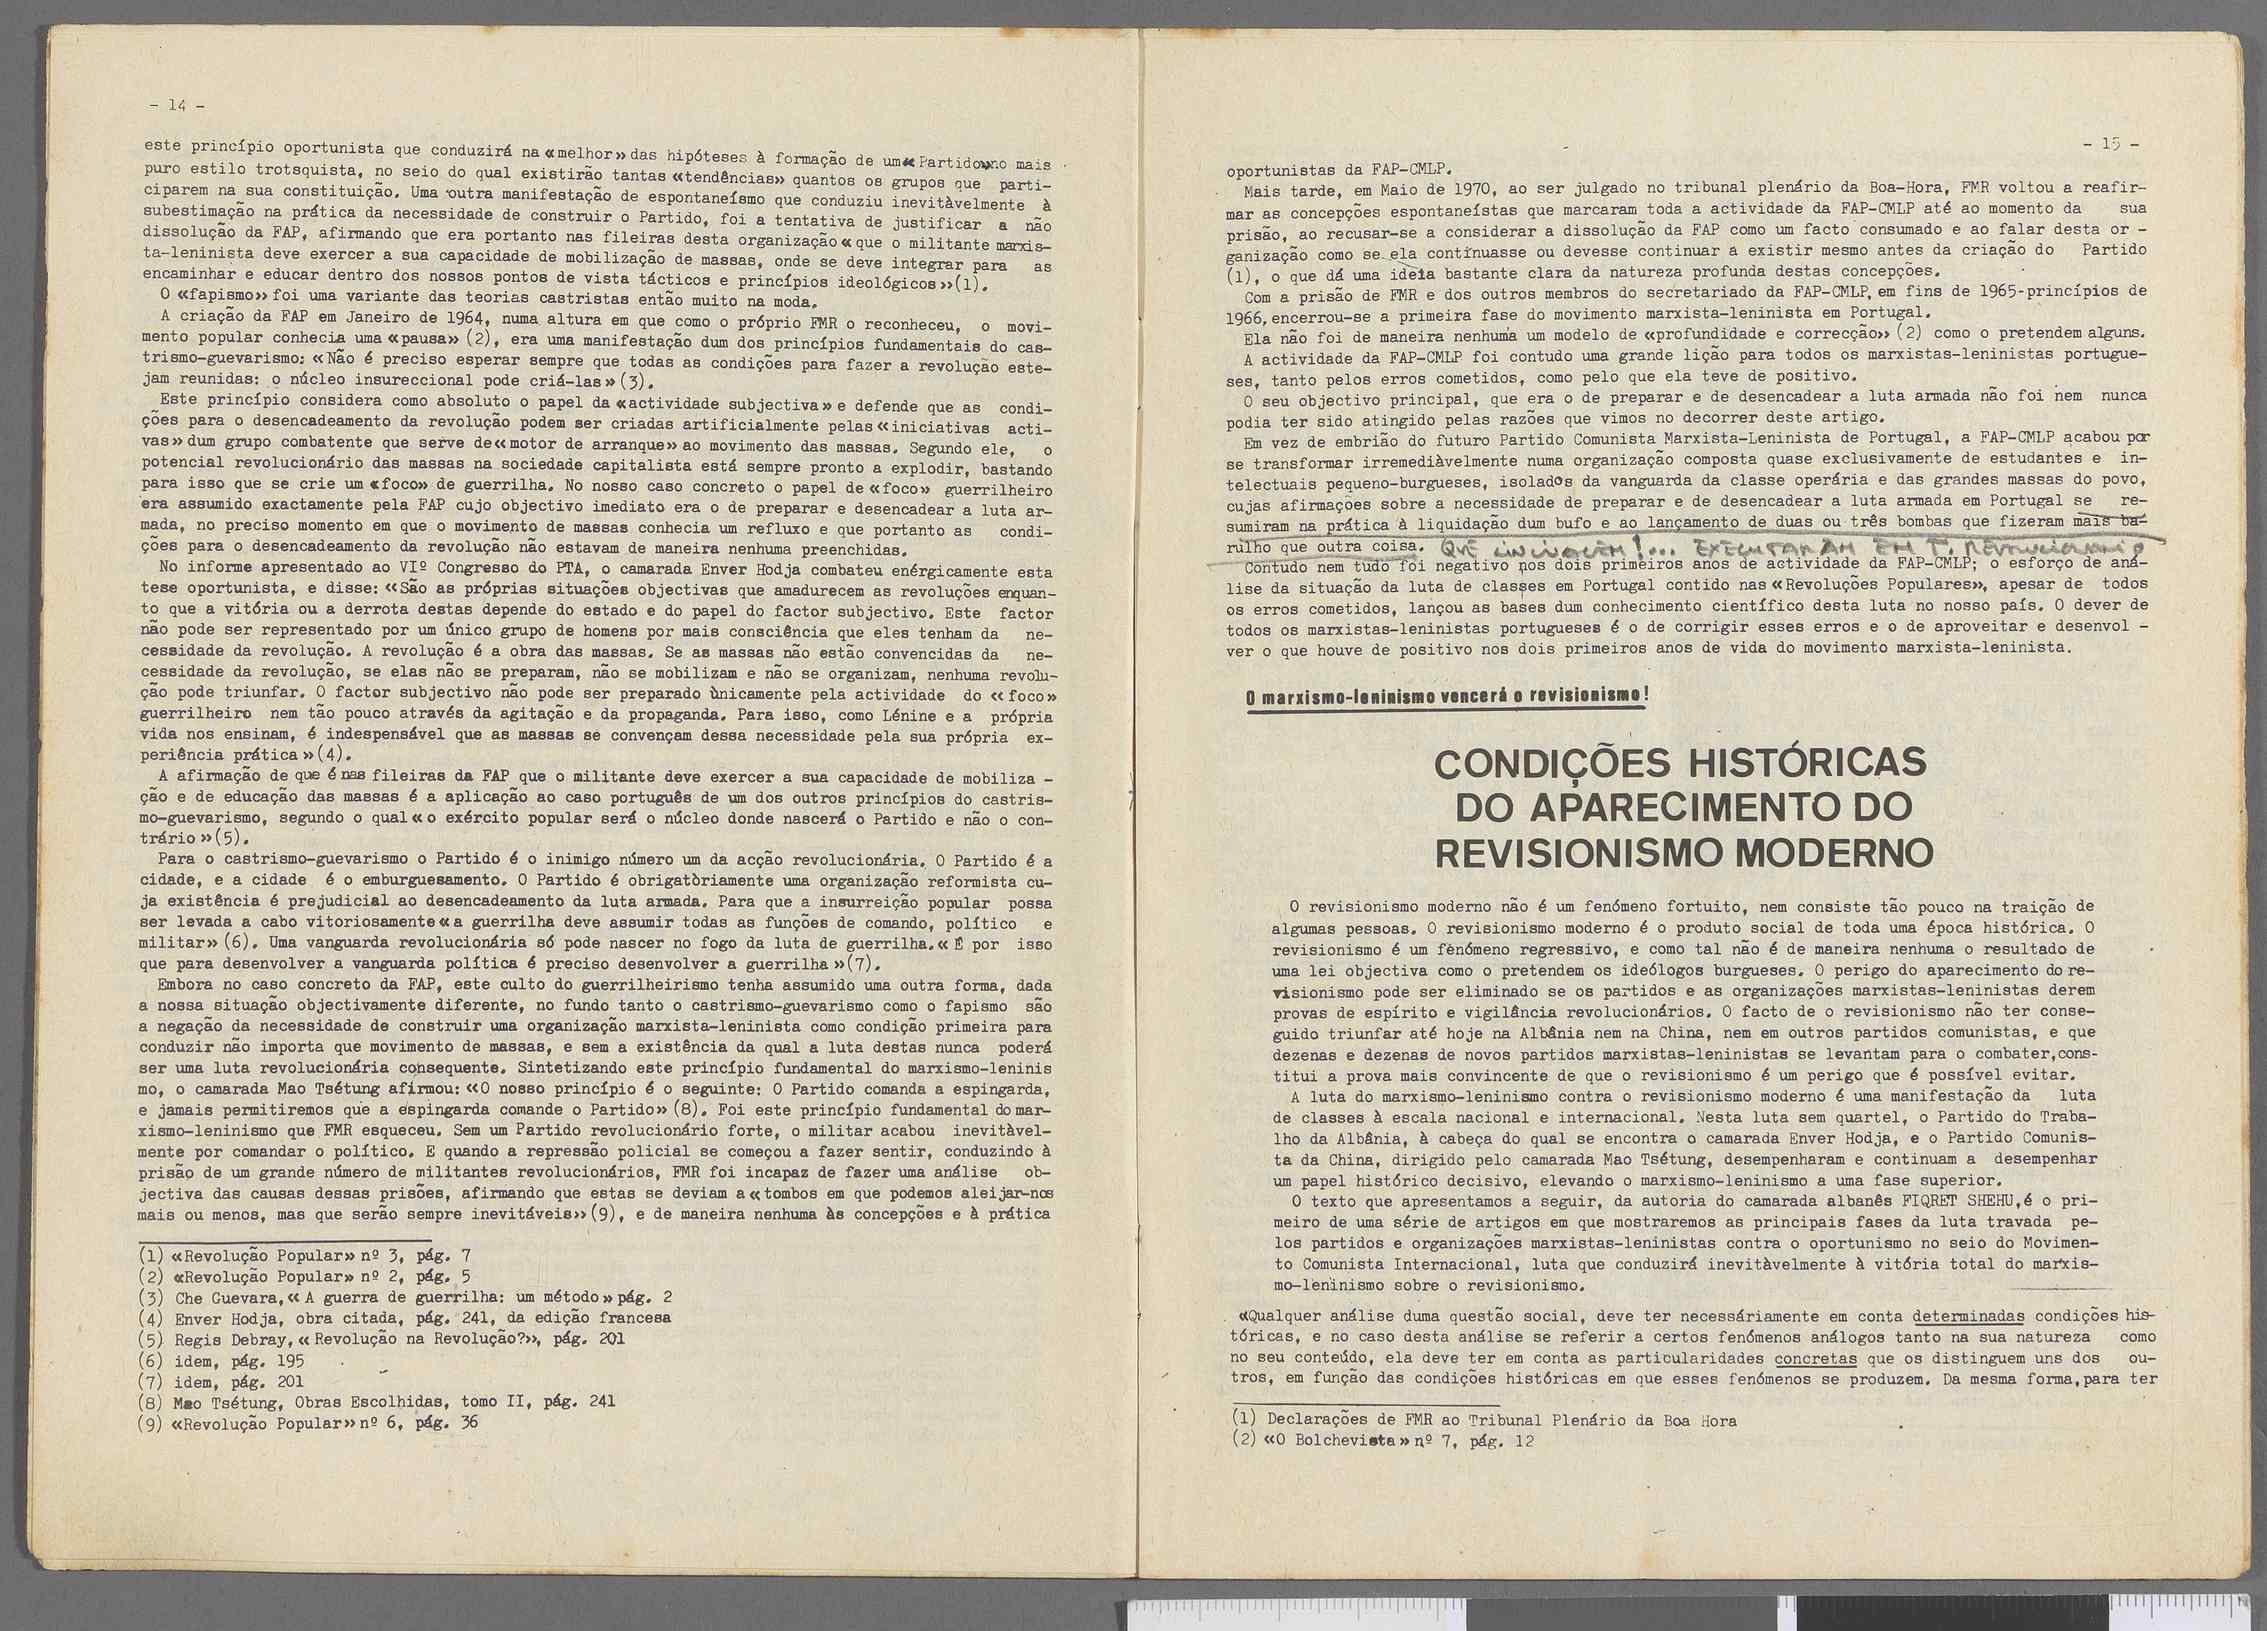 - 14 -
este princípio oportunista que conduzirá na «melhor» das hipóteses à formação de um «Partido» no mais
puro estilo trotsquista, no seio do qual existirão tantas «tendências» quantos os grupos que parti-
ciparem na sua constituição. Uma outra manifestação de espontaneísmo que conduziu inevitàvelmente à
subestimação na prática da necessidade de construir o Partido, foi a tentativa de justificar a não
dissolução da FAP, afirmando que era portanto nas fileiras desta organização « que o militante marxis-
ta-leninista deve exercer a sua capacidade de mobilização de massas, onde se deve integrar para as
encaminhar e educar dentro dos nossos pontos de vista tácticos e princípios ideológicos»(1).
O «fapismo» foi uma variante das teorias castristas então muito na moda.
A criação da FAP em Janeiro de 1964, numa altura em que como o próprio FMR o reconheceu, o movi-
mento popular conhecia uma «pausa» (2), era uma manifestação dum dos princípios fundamentais do cas-
trismo-guevarismo: «Não é preciso esperar sempre que todas as condições para fazer a revolução este-
jam reunidas: o núcleo insureccional pode criá-las» (3).
Este princípio considera como absoluto o papel da «actividade subjectiva» e defende que as condi-
ções para o desencadeamento da revolução podem ser criadas artificialmente pelas «iniciativas acti-
vas» dum grupo combatente que serve de «motor de arranque» ao movimento das massas. Segundo ele, o
potencial revolucionário das massas na sociedade capitalista está sempre pronto a explodir, bastando
para isso que se crie um «foco» de guerrilha. No nosso caso concreto o papel de «foco» guerrilheiro
era assumido exactamente pela FAP cujo objectivo imediato era o de preparar e desencadear a luta ar-
mada, no preciso momento em que o movimento de massas conhecia um refluxo e que portanto as condi-
ções para o desencadeamento da revolução não estavam de maneira nenhuma preenchidas.
No informe apresentado ao VIº Congresso do PTA, o camarada Enver Hodja combateu enérgicamente esta
tese oportunista, e disse: «São as próprias situações objectivas que amadurecem as revoluções enquan-
to que a vitória ou a derrota destas depende do estado e do papel do factor subjectivo. Este factor
não pode ser representado por um único grupo de homens por mais consciência que eles tenham da ne-
cessidade da revolução. A revolução é a obra das massas. Se as massas não estão convencidas da ne-
cessidade da revolução, se elas não se preparam, não se mobilizam e não se organizam, nenhuma revolu-
ção pode triunfar. O factor subjectivo não pode ser preparado ùnicamente pela actividade do «foco»
guerrilheiro nem tão pouco através da agitação e da propaganda. Para isso, como Lénine e a própria
vida nos ensinam, é indespensável que as massas se convençam dessa necessidade pela sua própria ex-
periência prática» (4).
A afirmação de que é nas fileiras da FAP que o militante deve exercer a sua capacidade de mobiliza -
ção e de educação das massas é a aplicação ao caso português de um dos outros princípios do castris-
mo-guevarismo, segundo o qual «o exército popular será o núcleo donde nascerá o Partido e não o con-
trário» (5).
Para o castrismo-guevarismo o Partido é o inimigo número um da acção revolucionária. O Partido é a
cidade, e a cidade é o emburguesamento. O Partido é obrigatòriamente uma organização reformista cu-
ja existência é prejudicial ao desencadeamento da luta armada. Para que a insurreição popular possa
ser levada a cabo vitoriosamente «a guerrilha deve assumir todas as funções de comando, político e
militar» (6). Uma vanguarda revolucionária só pode nascer no fogo da luta de guerrilha. « É por isso
que para desenvolver a vanguarda política é preciso desenvolver a guerrilha» (7).
Embora no caso concreto da FAP, este culto do guerrilheirismo tenha assumido uma outra forma, dada
a nossa situação objectivamente diferente, no fundo tanto o castrismo-guevarismo como o fapismo são
a negação da necessidade de construir uma organização marxista-leninista como condição primeira para
conduzir não importa que movimento de massas, e sem a existência da qual a luta destas nunca poderá
ser uma luta revolucionária consequente. Sintetizando este princípio fundamental do marxismo-leninis
mo, o camarada Mao Tsétung afirmou: «O nosso princípio é o seguinte: O Partido comanda a espingarda,
e jamais permitiremos que a espingarda comande o Partido» (8). Foi este princípio fundamental do mar-
xismo-leninismo que FMR esqueceu. Sem um Partido revolucionário forte, o militar acabou inevitàvel-
mente por comandar o político. E quando a repressão policial se começou a fazer sentir, conduzindo à
prisão de um grande número de militantes revolucionários, FMR foi incapaz de fazer uma análise ob-
jectiva das causas dessas prisões, afirmando que estas se deviam a «tombos em que podemos aleijar-nos
mais ou menos, mas que serão sempre inevitáveis» (9), e de maneira nenhuma às concepções e à prática
(1) «Revolução Popular» nº 3, pág. 7
(2) «Revolução Popular» nº 2, pág. 5
(3) Che Guevara, « A guerra de guerrilha: um método» pág. 2
(4) Enver Hodja, obra citada, pág. 241, da edição francesa
(5) Regis Debray, « Revolução na Revolução?», pág. 201
(6) idem, pág. 195
(7) idem, pág. 201
(8) Mao Tsétung, Obras Escolhidas, tomo II, pág. 241
(9) «Revolução Popular» nº 6, pág. 36
- 15 -
oportunistas da FAP-CMLP.
Mais tarde, em Maio de 1970, ao ser julgado no tribunal plenário da Boa-Hora, FMR voltou a reafir-
mar as concepções espontaneístas que marcaram toda a actividade da FAP-CMLP até ao momento da sua
prisão, ao recusar-se a considerar a dissolução da FAP como um facto consumado e ao falar desta or -
ganização como se ela continuasse ou devesse continuar a existir mesmo antes da criação do Partido
(1), o que dá uma ideia bastante clara da natureza profunda destas concepções.
Com a prisão de FMR e dos outros membros do secretariado da FAP-CMLP, em fins de 1965-princípios de
1966, encerrou-se a primeira fase do movimento marxista-leninista em Portugal.
Ela não foi de maneira nenhuma um modelo de «profundidade e correcção» (2) como o pretendem alguns.
A actividade da FAP-CMLP foi contudo uma grande lição para todos os marxistas-leninistas portugue-
ses, tanto pelos erros cometidos, como pelo que ela teve de positivo.
O seu objectivo principal, que era o de preparar e de desencadear a luta armada não foi nem nunca
podia ter sido atingido pelas razões que vimos no decorrer deste artigo.
Em vez de embrião do futuro Partido Comunista Marxista-Leninista de Portugal, a FAP-CMLP acabou por
se transformar irremediàvelmente numa organização composta quase exclusivamente de estudantes e in-
telectuais pequeno-burgueses, isolados da vanguarda da classe operária e das grandes massas do povo,
cujas afirmações sobre a necessidade de preparar e de desencadear a luta armada em Portugal se re-
sumiram na prática à liquidação dum bufo e ao lançamento de duas ou três bombas que fizeram mais ba-
rulho que outra coisa. QUE LINGUAGEM!... EXECUTARAM EM T. REVOLUCIONÁRIO
Contudo nem tudo foi negativo nos dois primeiros anos de actividade da FAP-CMLP; o esforço de aná-
lise da situação da luta de classes em Portugal contido nas «Revoluções Populares», apesar de todos
os erros cometidos, lançou as bases dum conhecimento científico desta luta no nosso país. O dever de
todos os marxistas-leninistas portugueses é o de corrigir esses erros e o de aproveitar e desenvol -
ver o que houve de positivo nos dois primeiros anos de vida do movimento marxista-leninista.
O marxismo-leninismo vencerá o revisionismo!
CONDIÇÕES HISTÓRICAS
DO APARECIMENTO DO
REVISIONISMO MODERNO
O revisionismo moderno não é um fenómeno fortuito, nem consiste tão pouco na traição de
algumas pessoas. O revisionismo moderno é o produto social de toda uma época histórica. O
revisionismo é um fenómeno regressivo, e como tal não é de maneira nenhuma o resultado de
uma lei objectiva como o pretendem os ideólogos burgueses. O perigo do aparecimento do re-
visionismo pode ser eliminado se os partidos e as organizações marxistas-leninistas derem
provas de espírito e vigilância revolucionários. O facto de o revisionismo não ter conse-
guido triunfar até hoje na Albânia nem na China, nem em outros partidos comunistas, e que
dezenas e dezenas de novos partidos marxistas-leninistas se levantam para o combater, cons-
titui a prova mais convincente de que o revisionismo é um perigo que é possível evitar.
A luta do marxismo-leninismo contra o revisionismo moderno é uma manifestação da luta
de classes à escala nacional e internacional. Nesta luta sem quartel, o Partido do Traba-
lho da Albânia, à cabeça do qual se encontra o camarada Enver Hodja, e o Partido Comunis-
ta da China, dirigido pelo camarada Mao Tsétung, desempenharam e continuam a desempenhar
um papel histórico decisivo, elevando o marxismo-leninismo a uma fase superior.
O texto que apresentamos a seguir, da autoria do camarada albanês FIQRET SHEHU, é o pri-
meiro de uma série de artigos em que mostraremos as principais fases da luta travada pe-
los partidos e organizações marxistas-leninistas contra o oportunismo no seio do Movimen-
to Comunista Internacional, luta que conduzirá inevitàvelmente à vitória total do marxis-
mo-leninismo sobre o revisionismo.
«Qualquer análise duma questão social, deve ter necessáriamente em conta determinadas condições his-
tóricas, e no caso desta análise se referir a certos fenómenos análogos tanto na sua natureza como
no seu conteúdo, ela deve ter em conta as particularidades concretas que os distinguem uns dos ou-
tros, em função das condições históricas em que esses fenómenos se produzem. Da mesma forma, para ter
(1) Declarações de FMR ao Tribunal Plenário da Boa Hora
(2) «O Bolchevista» nº 7, pág. 12